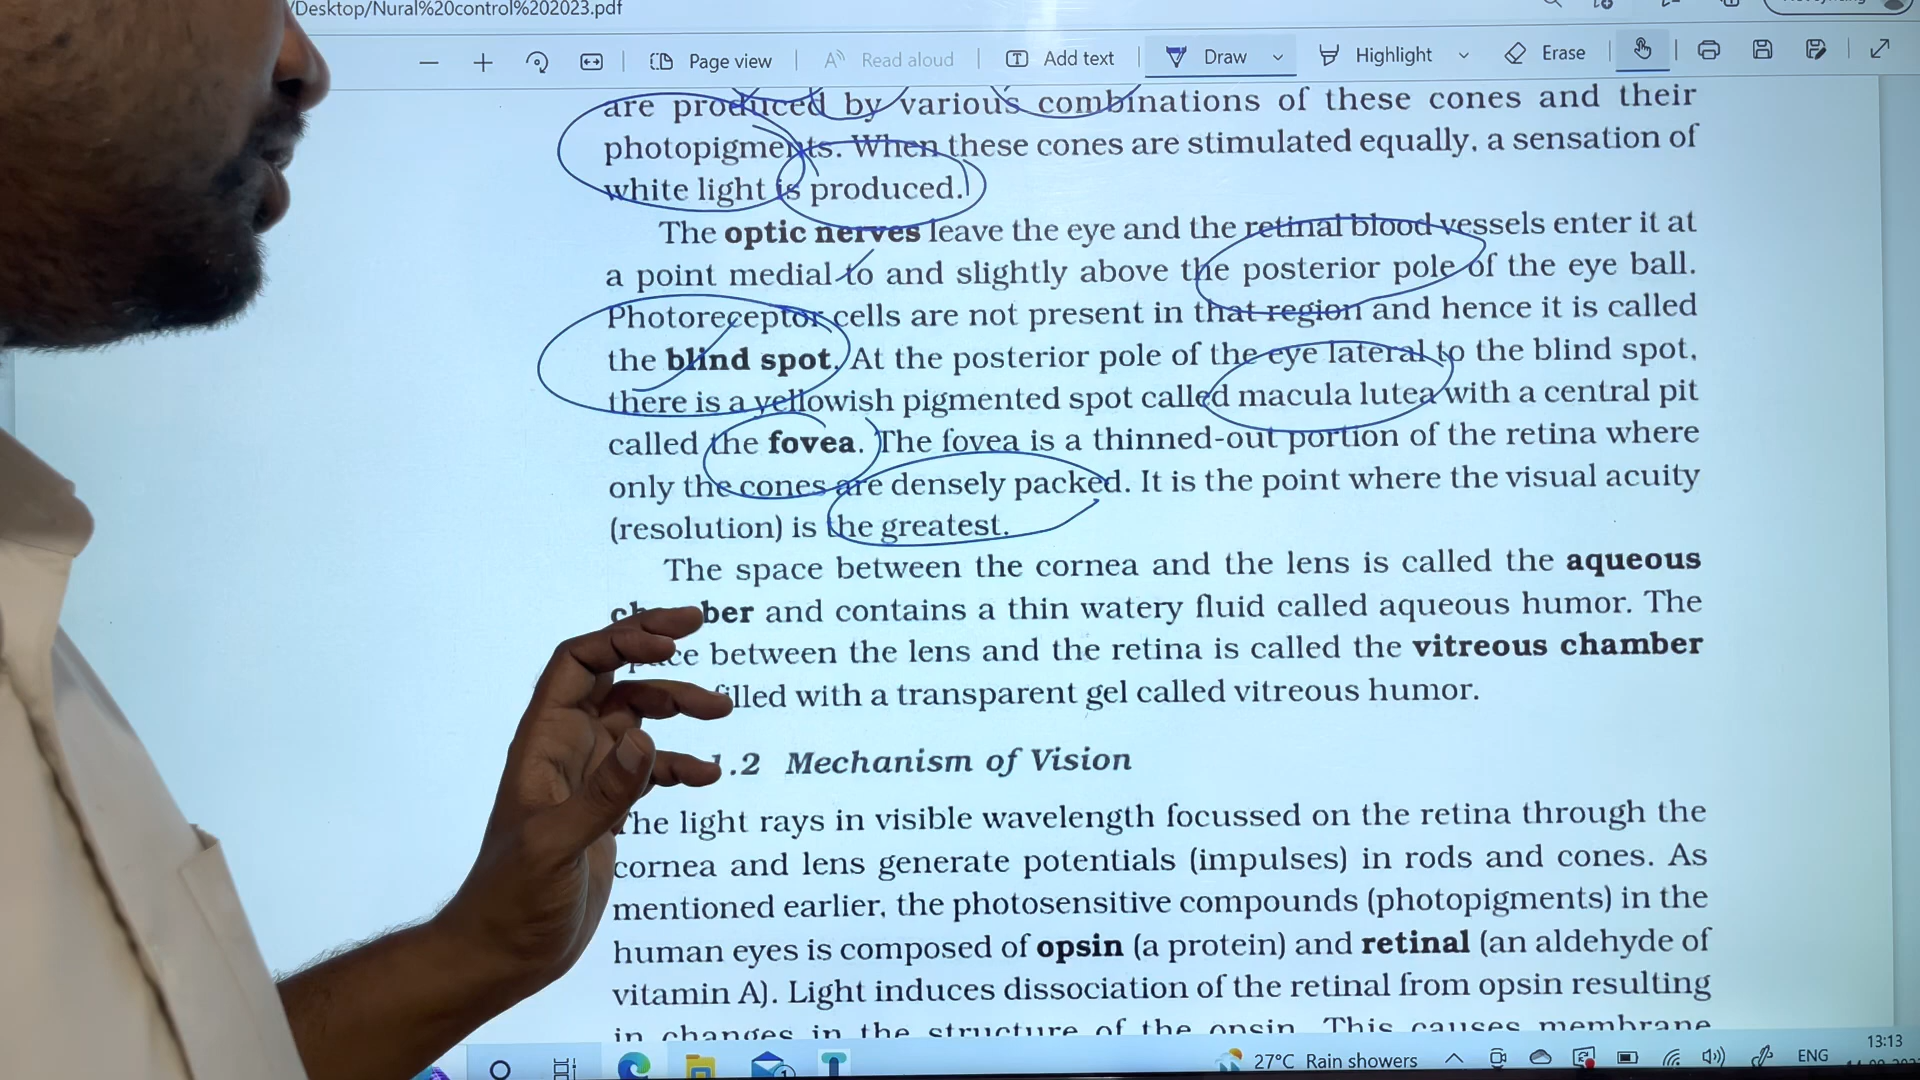 /Desktop/Nural%20control%202023.pdf
Page view Read aloud Add text Draw Highlight Erase
are produced by various combinations of these cones and their
photopigments. When these cones are stimulated equally, a sensation of
white light is produced.
The optic nerves leave the eye and the retinal blood vessels enter it at
a point medial to and slightly above the posterior pole of the eye ball.
Photoreceptor cells are not present in that region and hence it is called
the blind spot. At the posterior pole of the eye lateral to the blind spot,
there is a yellowish pigmented spot called macula lutea with a central pit
called the fovea. The fovea is a thinned-out portion of the retina where
only the cones are densely packed. It is the point where the visual acuity
(resolution) is the greatest.
The space between the cornea and the lens is called the aqueous
ber and contains a thin watery fluid called aqueous humor. The
between the lens and the retina is called the vitreous chamber
filled with a transparent gel called vitreous humor.
.2 Mechanism of Vision
The light rays in visible wavelength focussed on the retina through the
cornea and lens generate potentials (impulses) in rods and cones. As
mentioned earlier, the photosensitive compounds (photopigments) in the
human eyes is composed of opsin (a protein) and retinal (an aldehyde of
vitamin A). Light induces dissociation of the retinal from opsin resulting
in changes in the structure of the opsin. This causes membrane
27°C Rain showers ENG 13:13